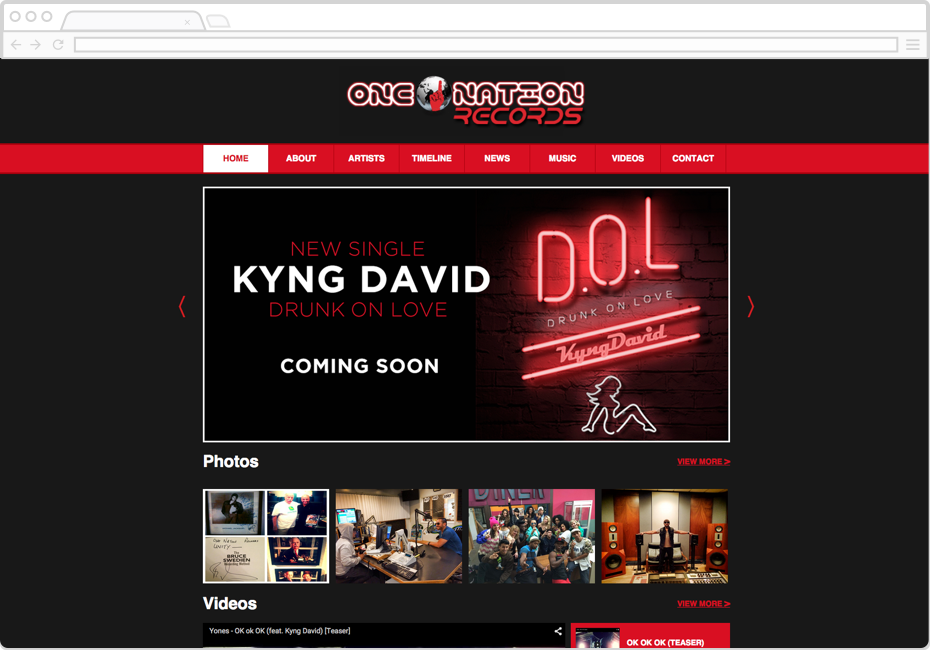 ONE NATION
RECORDS
HOME ABOUT ARTISTS TIMELINE NEWS MUSIC VIDEOS CONTACT
NEW SINGLE
KYNG DAVID
DRUNK ON LOVE
COMING SOON
D.O.L
DRUNK ON LOVE
KyngDavid
Photos
VIEW MORE >
UNITY
BRUCE
SWEDIEN
DINER
Videos
VIEW MORE >
Yones - OK ok OK (feat. Kyng David) [Teaser]
OK OK OK (TEASER)